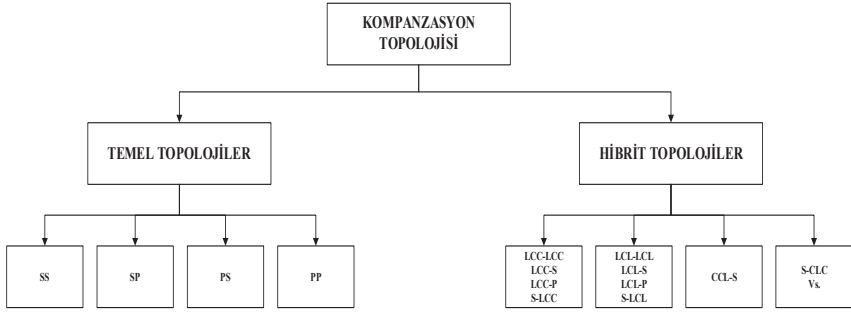 KOMPANZASYON
TOPOLOJİSİ
TEMEL TOPOLOJİLER
HİBRİT TOPOLOJİLER
SS
SP
PS
PP
LCC-LCC
LCC-S
LCC-P
S-LCC
LCL-LCL
LCL-S
LCL-P
S-LCL
CCL-S
S-CLC
Vs.